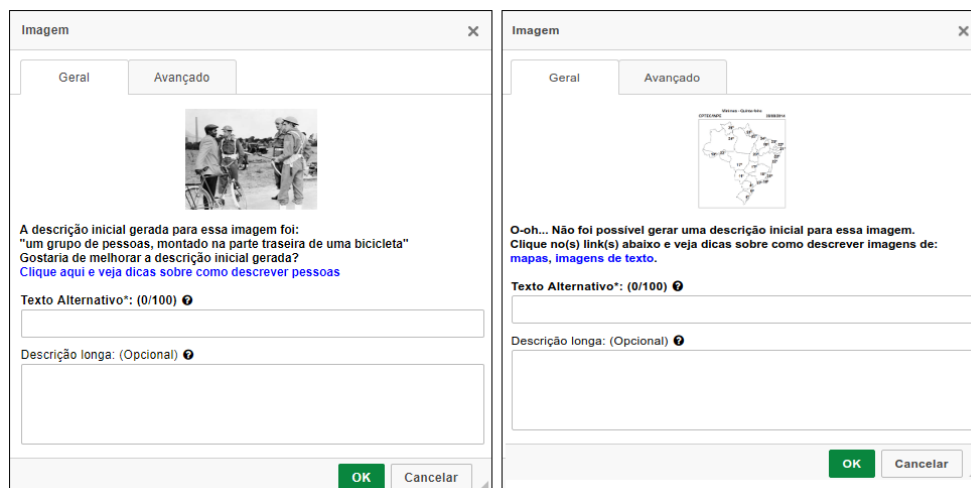 Imagem
Geral
Avançado
A descrição inicial gerada para essa imagem foi:
"um grupo de pessoas, montado na parte traseira de uma bicicleta"
Gostaria de melhorar a descrição inicial gerada?
Clique aqui e veja dicas sobre como descrever pessoas
Texto Alternativo*: (0/100)
Descrição longa: (Opcional)
OK
Cancelar
Imagem
Geral
Avançado
CPTEC/INPE
O-oh... Não foi possível gerar uma descrição inicial para essa imagem.
Clique no(s) link(s) abaixo e veja dicas sobre como descrever imagens de:
mapas, imagens de texto.
Texto Alternativo*: (0/100)
Descrição longa: (Opcional)
OK
Cancelar